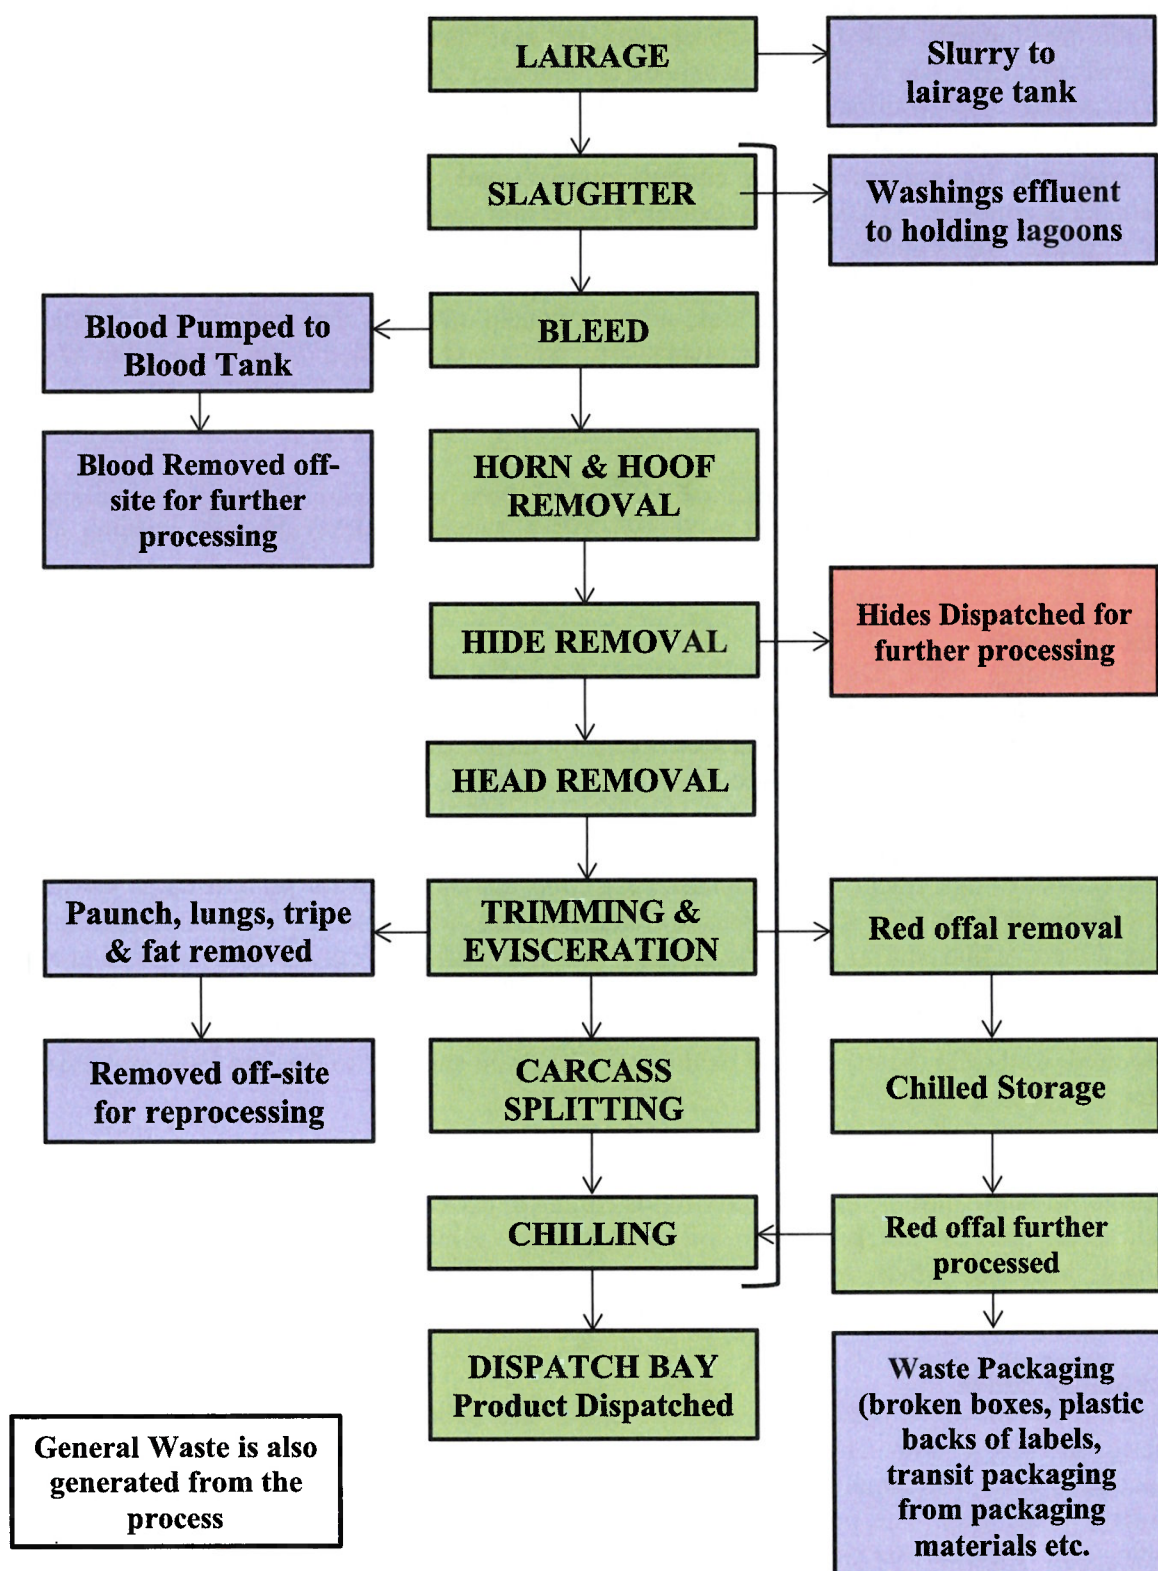 LAIRAGE
Slurry to
lairage tank
SLAUGHTER
Washings effluent
to holding lagoons
Blood Pumped to
Blood Tank
BLEED
Blood Removed off-
site for further
processing
HORN & HOOF
REMOVAL
HIDE REMOVAL
Hides Dispatched for
further processing
HEAD REMOVAL
Paunch, lungs, tripe
& fat removed
TRIMMING &
EVISCERATION
Red offal removal
Removed off-site
for reprocessing
CARCASS
SPLITTING
Chilled Storage
CHILLING
Red offal further
processed
DISPATCH BAY
Product Dispatched
Waste Packaging
(broken boxes, plastic
backs of labels,
transit packaging
from packaging
materials etc.
General Waste is also
generated from the
process